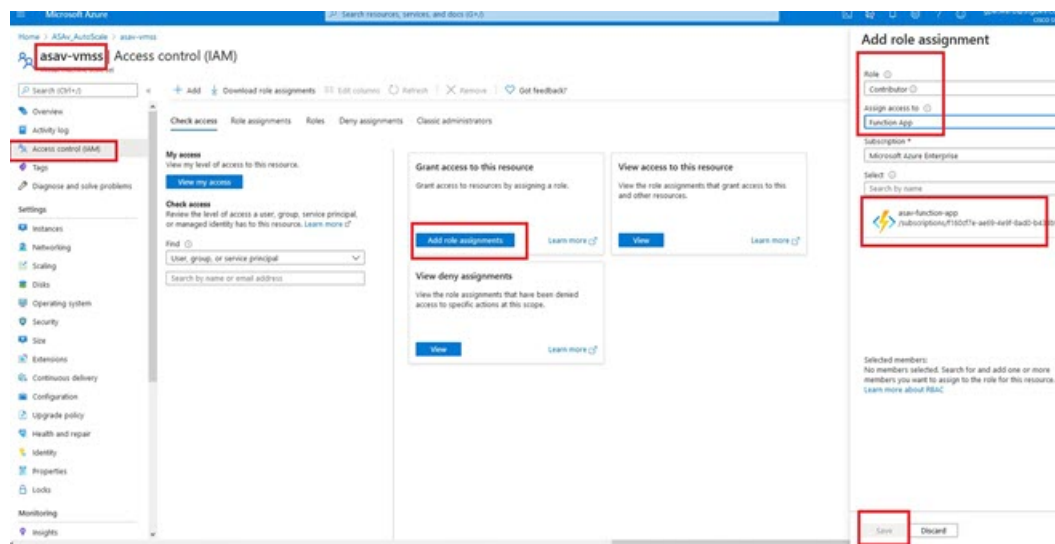 Microsoft Azure
Search resources, services, and docs (G+/)
Home > ASAv_AutoScale > asav-vmss
asav-vmss | Access control (IAM)
Search (Ctrl+/)
Overview
Activity log
Access control (IAM)
Tags
Diagnose and solve problems
Settings
Instances
Networking
Scaling
Disks
Operating system
Security
Size
Extensions
Continuous delivery
Configuration
Upgrade policy
Health and repair
Identity
Properties
Locks
Monitoring
Insights
Add Download role assignments Edit columns Refresh Remove Got feedback?
Check access Role assignments Roles Deny assignments Classic administrators
My access
View my level of access to this resource.
View my access
Check access
Review the level of access a user, group, service principal,
or managed identity has to this resource. Learn more
Find
User, group, or service principal
Search by name or email address
Grant access to this resource
Grant access to resources by assigning a role.
Add role assignments Learn more
View access to this resource
View the role assignments that grant access to this
and other resources.
View Learn more
View deny assignments
View the role assignments that have been denied
access to specific actions at this scope.
View Learn more
Add role assignment
Role
Contributor
Assign access to
Function App
Subscription *
Microsoft Azure Enterprise
Select
Search by name
asav-function-app
Selected members:
No members selected. Search for and add one or more
members you want to assign to the role for this resource.
Learn more about RBAC
Save Discard